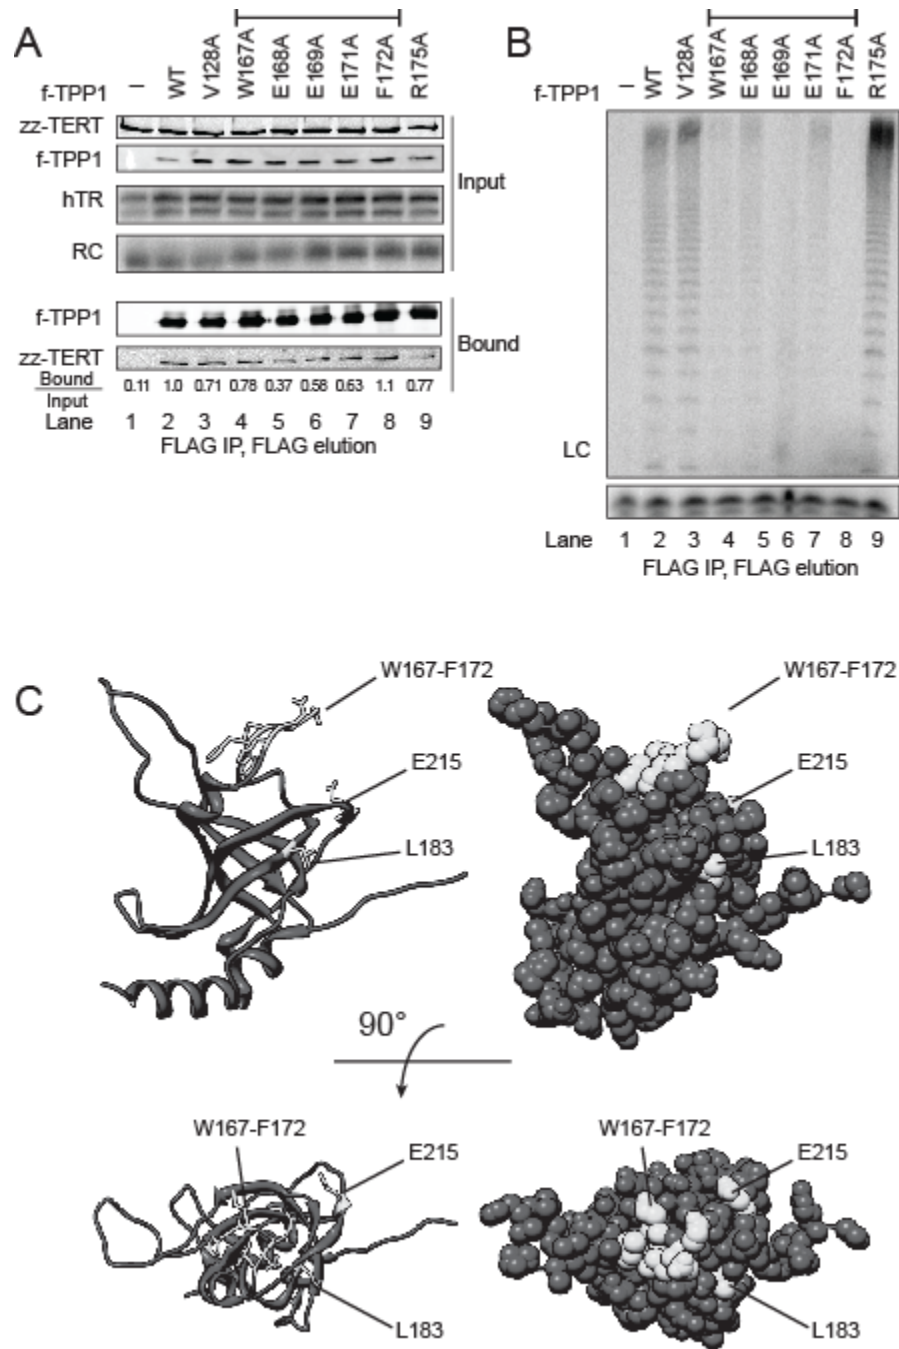 A
f-TPP1
–
WT
V128A
W167A
E168A
E169A
E171A
F172A
R175A
zz-TERT
f-TPP1
hTR
RC
Input
f-TPP1
zz-TERT
Bound
Bound
Input
0.11 1.0 0.71 0.78 0.37 0.58 0.63 1.1 0.77
Lane 1 2 3 4 5 6 7 8 9
FLAG IP, FLAG elution
B
f-TPP1
–
WT
V128A
W167A
E168A
E169A
E171A
F172A
R175A
LC
Lane 1 2 3 4 5 6 7 8 9
FLAG IP, FLAG elution
C
W167-F172
E215
L183
W167-F172
E215
L183
90°
W167-F172
E215
L183
W167-F172
E215
L183